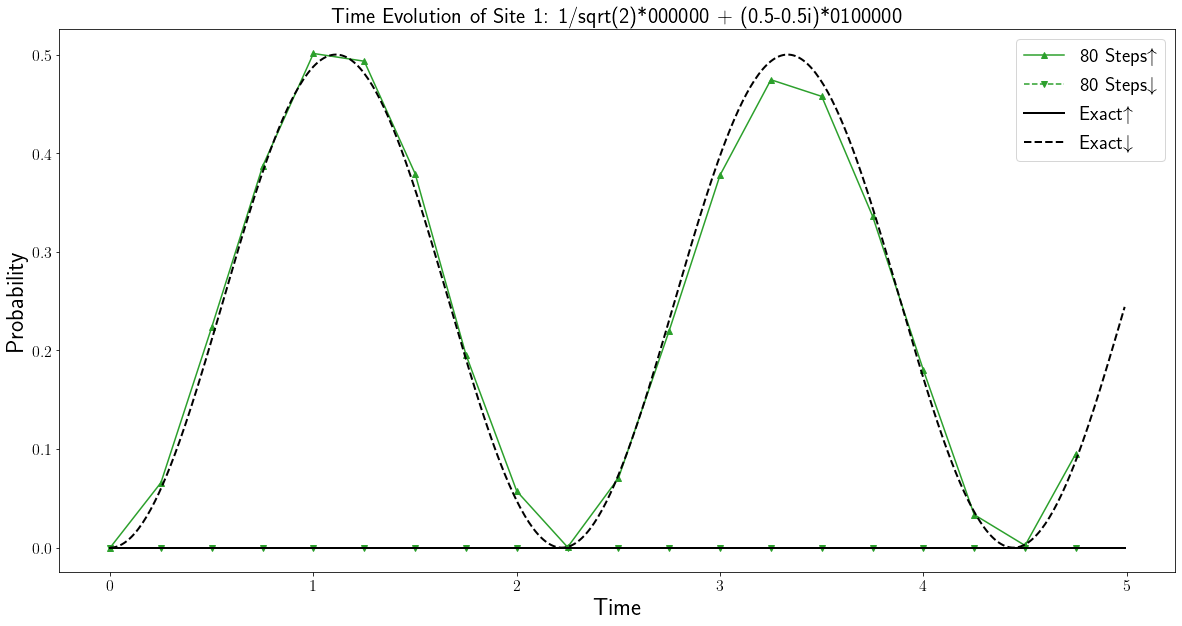 Time Evolution of Site 1: 1/sqrt(2)*000000 + (0.5-0.5i)*0100000
80 Steps↑
80 Steps↓
Exact↑
Exact↓
Probability
0.5
0.4
0.3
0.2
0.1
0.0
0 1 2 3 4 5
Time